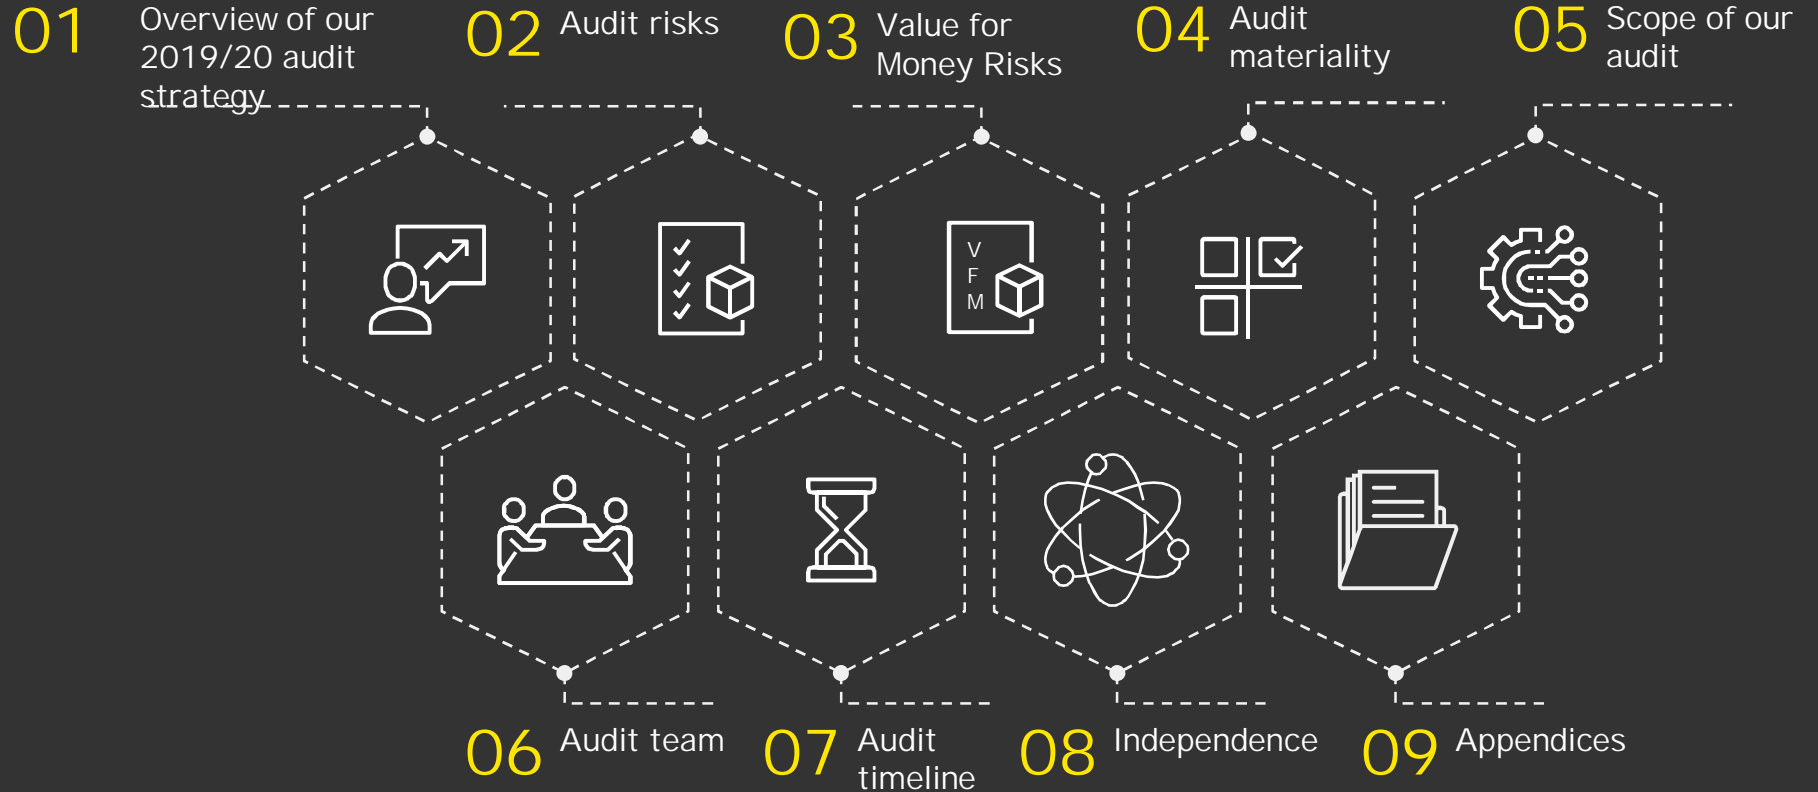 01 Overview of our
2019/20 audit
strategy
02 Audit risks
03 Value for
Money Risks
04 Audit
materiality
05 Scope of our
audit
V
F
M
06 Audit team
07 Audit
timeline
08 Independence
09 Appendices